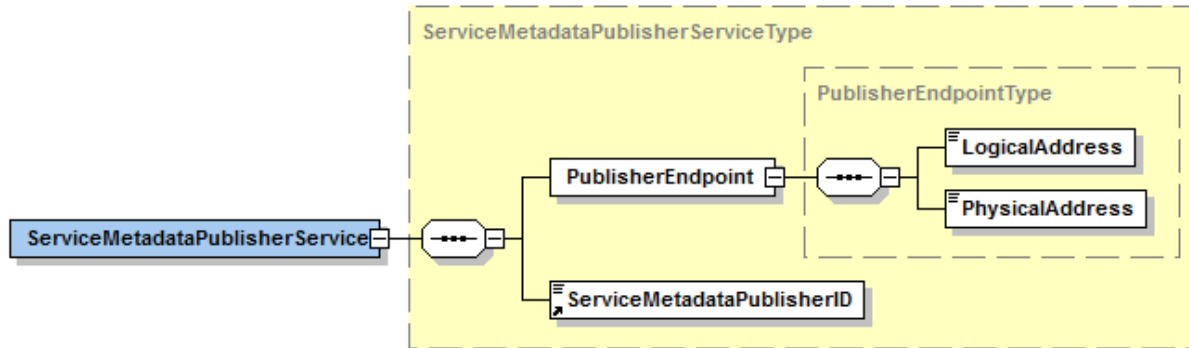 ServiceMetadataPublisherServiceType
PublisherEndpointType
LogicalAddress
PublisherEndpoint
PhysicalAddress
ServiceMetadataPublisherService
ServiceMetadataPublisherID